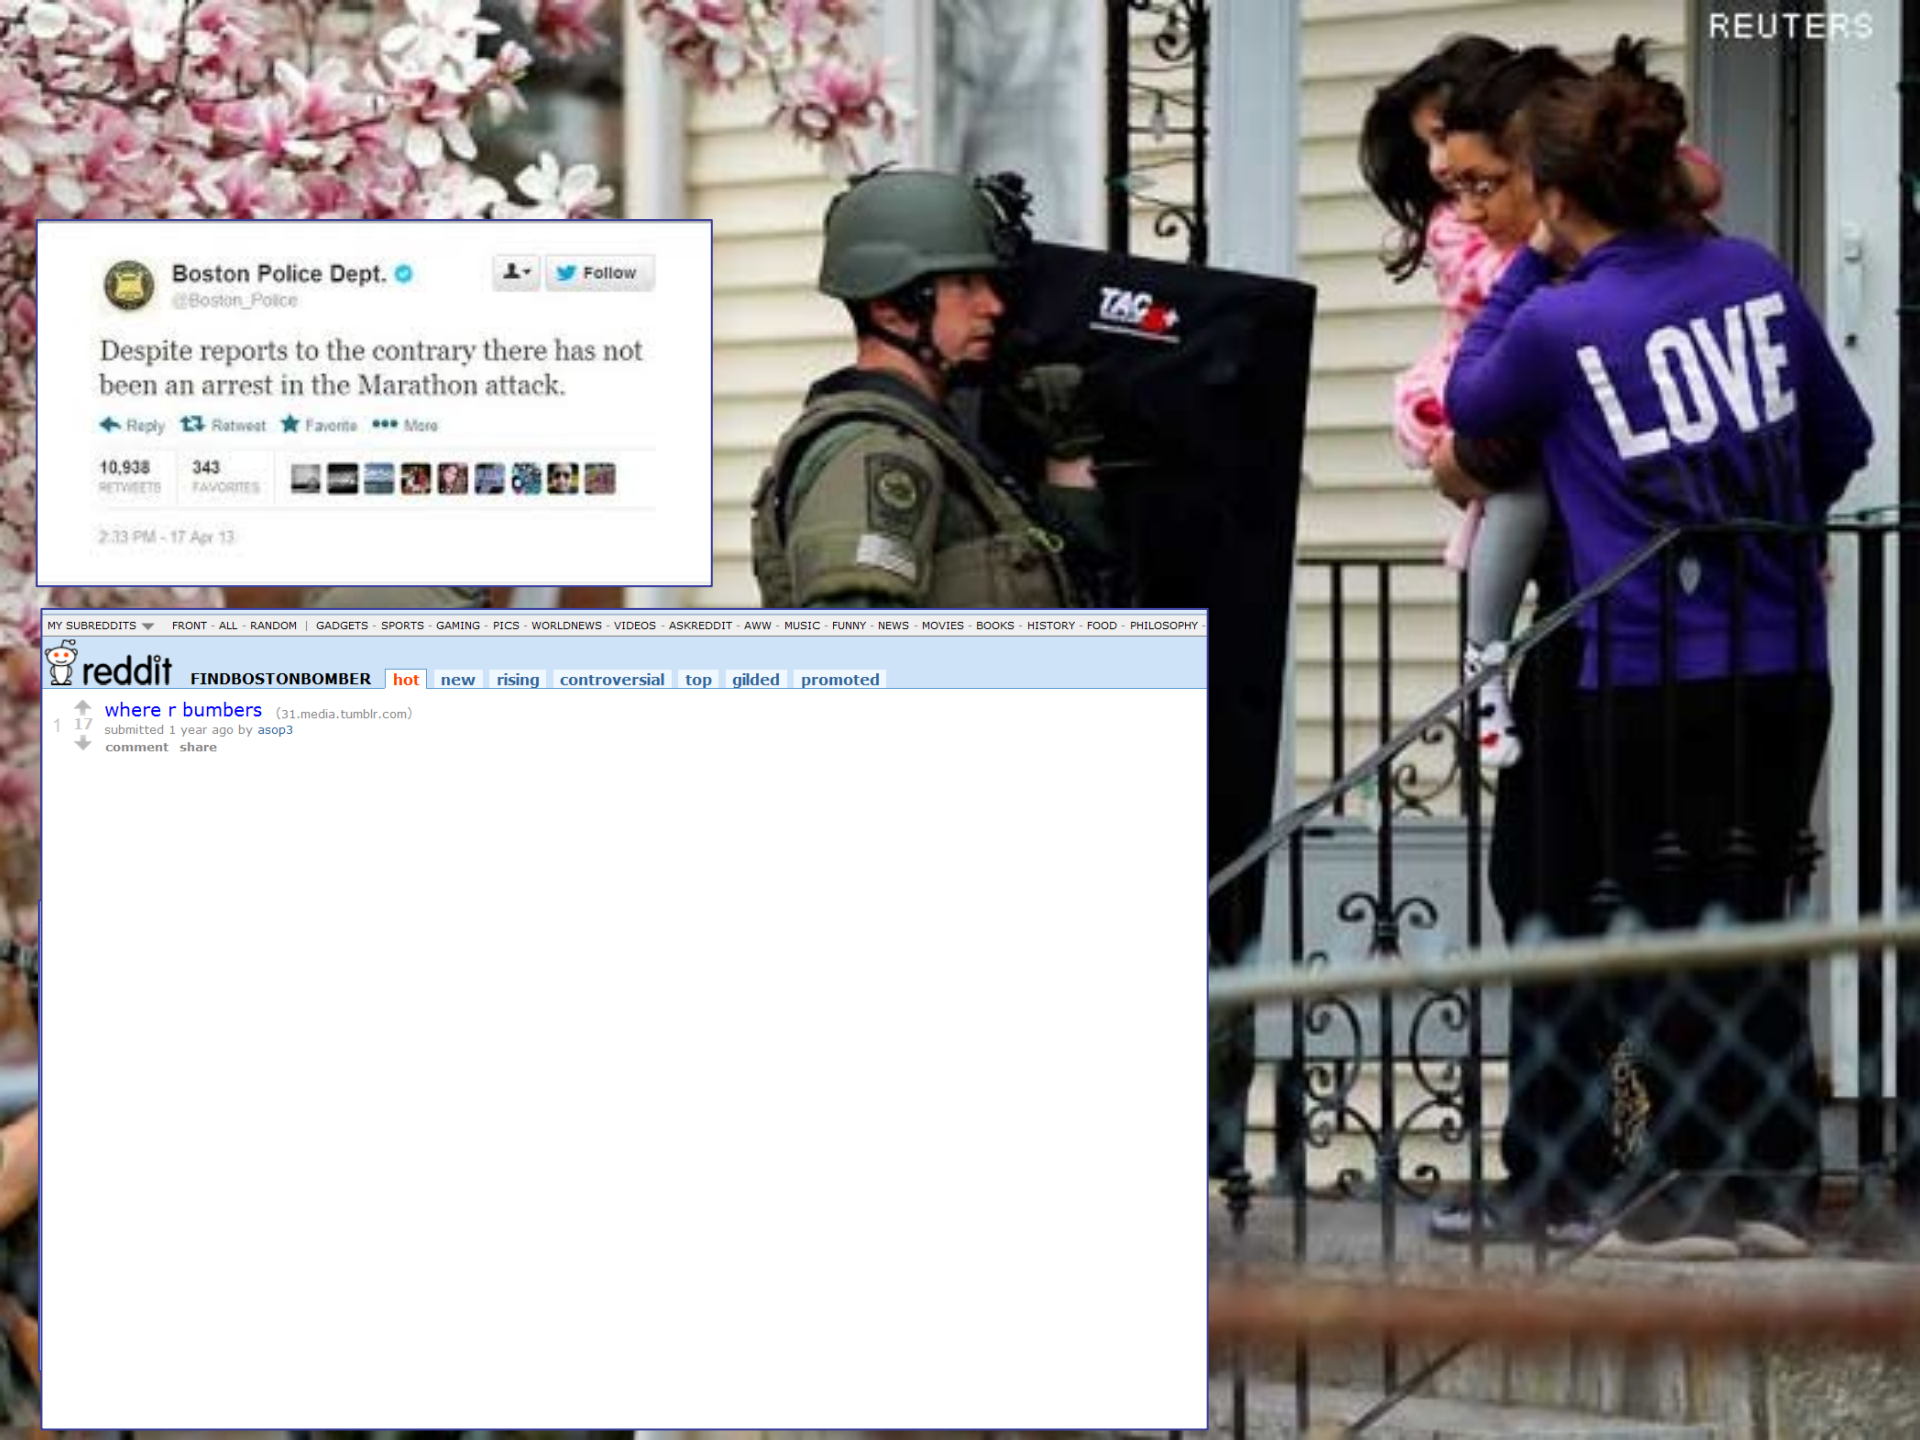 REUTERS
Boston Police Dept.
@Boston_Police
Follow
Despite reports to the contrary there has not
been an arrest in the Marathon attack.
Reply Retweet Favorite More
10,938 343
RETWEETS FAVORITES
2:33 PM - 17 Apr 13
TAC
LOVE
PINK
MY SUBREDDITS FRONT - ALL - RANDOM | GADGETS - SPORTS - GAMING - PICS - WORLDNEWS - VIDEOS - ASKREDDIT - AWW - MUSIC - FUNNY - NEWS - MOVIES - BOOKS - HISTORY - FOOD - PHILOSOPHY -
reddit FINDBOSTONBOMBER hot new rising controversial top gilded promoted
1 17 where r bumbers (31.media.tumblr.com)
submitted 1 year ago by asop3
comment share